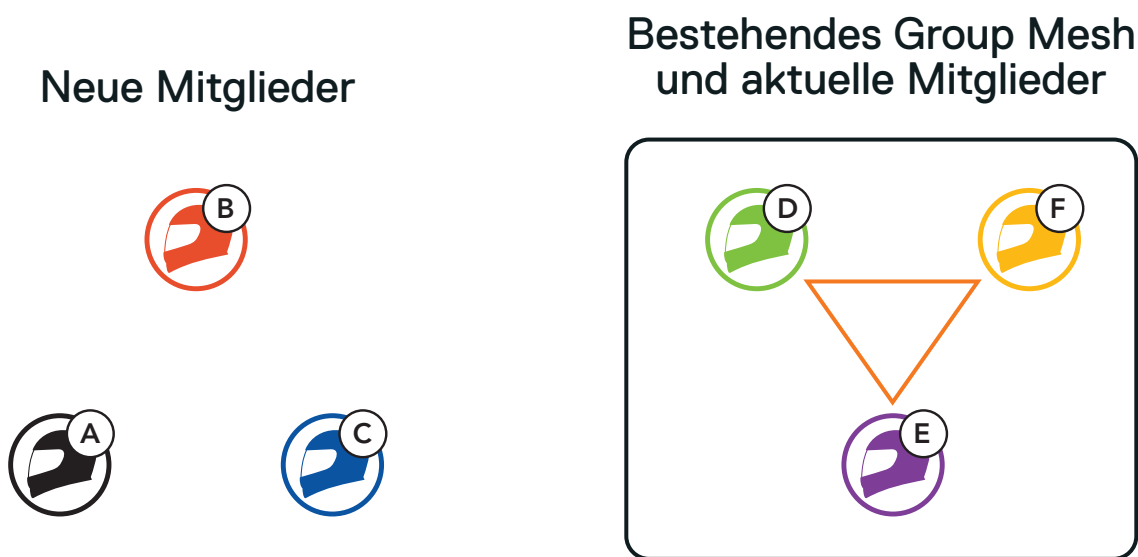 Neue Mitglieder
Bestehendes Group Mesh
und aktuelle Mitglieder
B
A
C
D
F
E